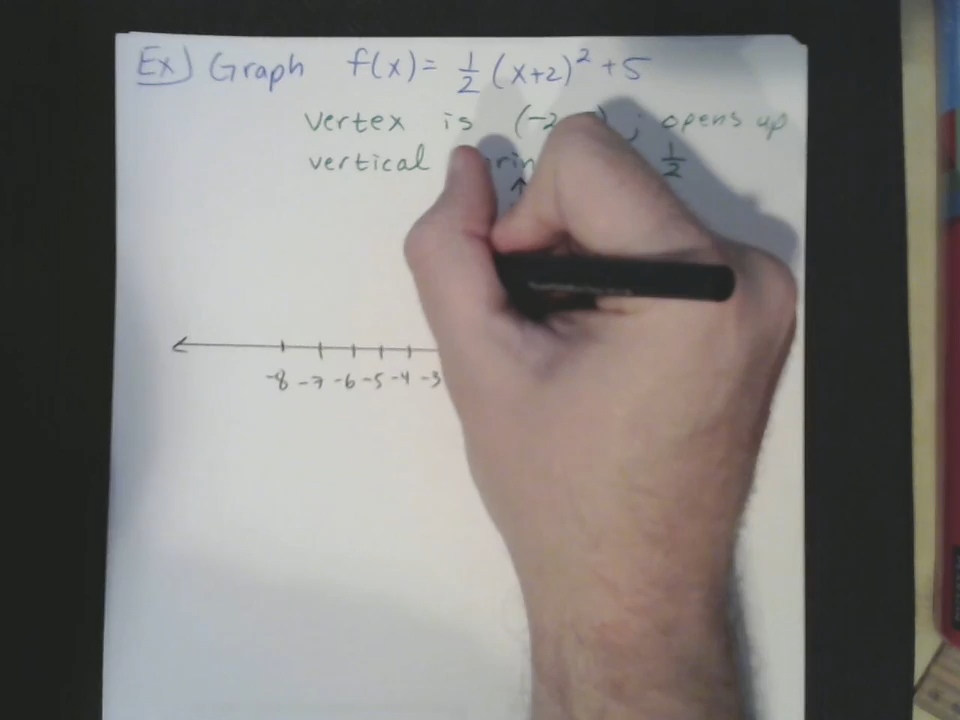 Ex) Graph f(x) = 1/2 (x+2)² + 5
vertex is (-2 ) ; opens up
vertical 1/2
-8 -7 -6 -5 -4 -3